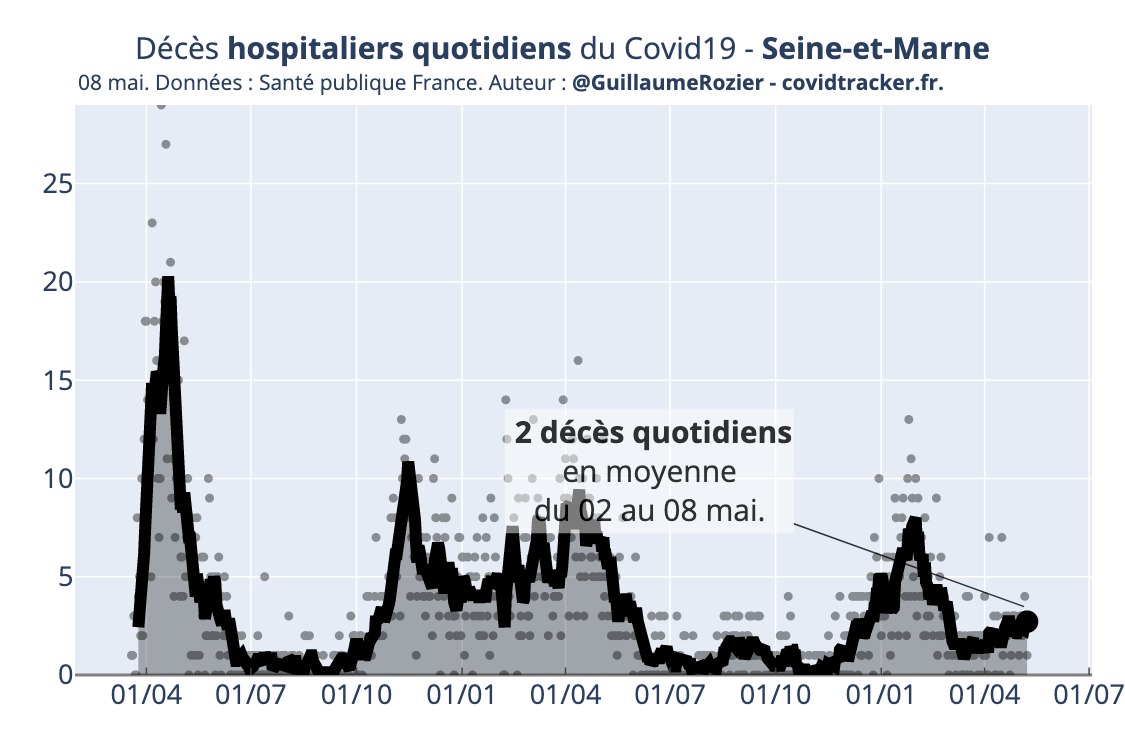 Décès hospitaliers quotidiens du Covid19 - Seine-et-Marne
08 mai. Données : Santé publique France. Auteur : @GuillaumeRozier - covidtracker.fr.
25
20
15
2 décès quotidiens
en moyenne
10
du 02 au 08 mai.
5
0
01/04 01/07 01/10 01/01 01/04 01/07 01/10 01/01 01/04 01/07